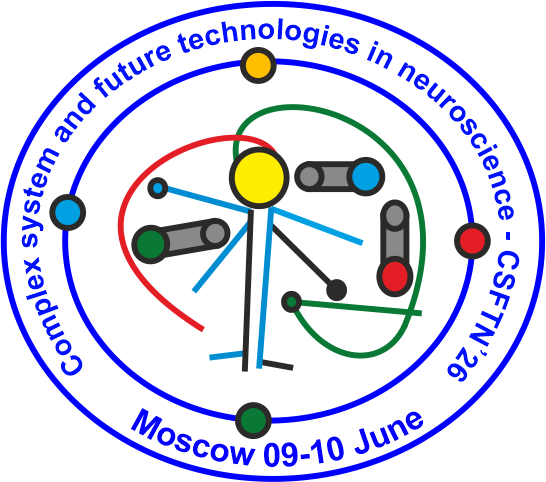 Complex system and future technologies in neuroscience - CSFTN'26
Moscow 09-10 June